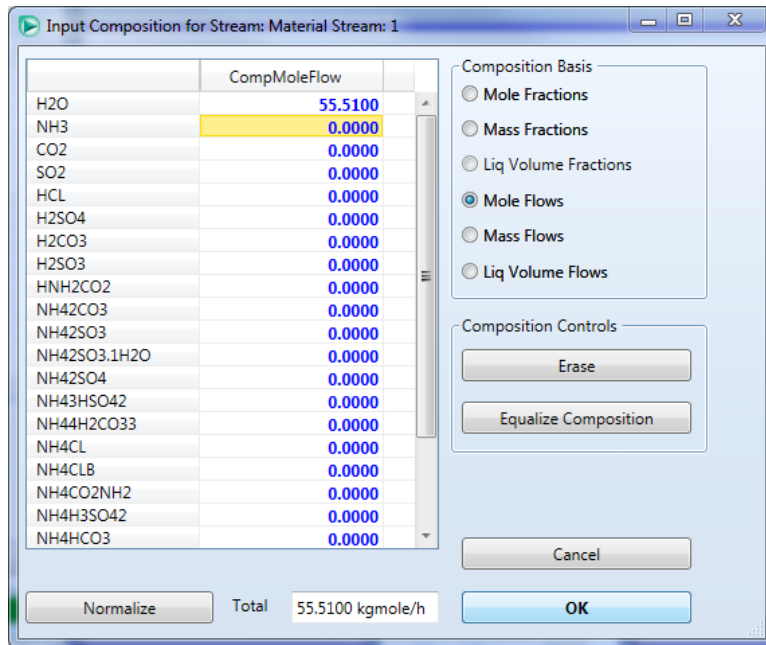 Input Composition for Stream: Material Stream: 1
CompMoleFlow
H2O 55.5100
NH3 0.0000
CO2 0.0000
SO2 0.0000
HCL 0.0000
H2SO4 0.0000
H2CO3 0.0000
H2SO3 0.0000
HNH2CO2 0.0000
NH42CO3 0.0000
NH42SO3 0.0000
NH42SO3.1H2O 0.0000
NH42SO4 0.0000
NH43HSO42 0.0000
NH44H2CO33 0.0000
NH4CL 0.0000
NH4CLB 0.0000
NH4CO2NH2 0.0000
NH4H3SO42 0.0000
NH4HCO3 0.0000
Normalize Total 55.5100 kgmole/h
Composition Basis
Mole Fractions
Mass Fractions
Liq Volume Fractions
Mole Flows
Mass Flows
Liq Volume Flows
Composition Controls
Erase
Equalize Composition
Cancel
OK